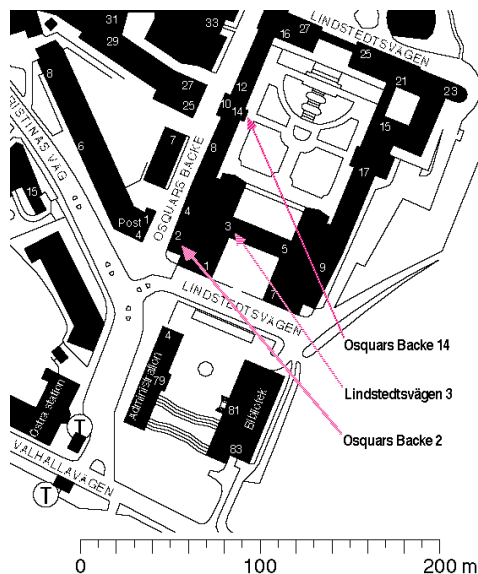 31
29
33
27
25
16
27
LINDSTEDTSVÄGEN
25
21
23
8
6
12
10
14
15
17
7
8
OSQUARS BACKE
15
Post
1
4
4
2
3
5
1
9
7
LINDSTEDTSVÄGEN
4
Administration
79
81
Bibliotek
83
Östra station
T
VALHALLAVÄGEN
T
Osquars Backe 14
Lindstedtsvägen 3
Osquars Backe 2
0 100 200 m